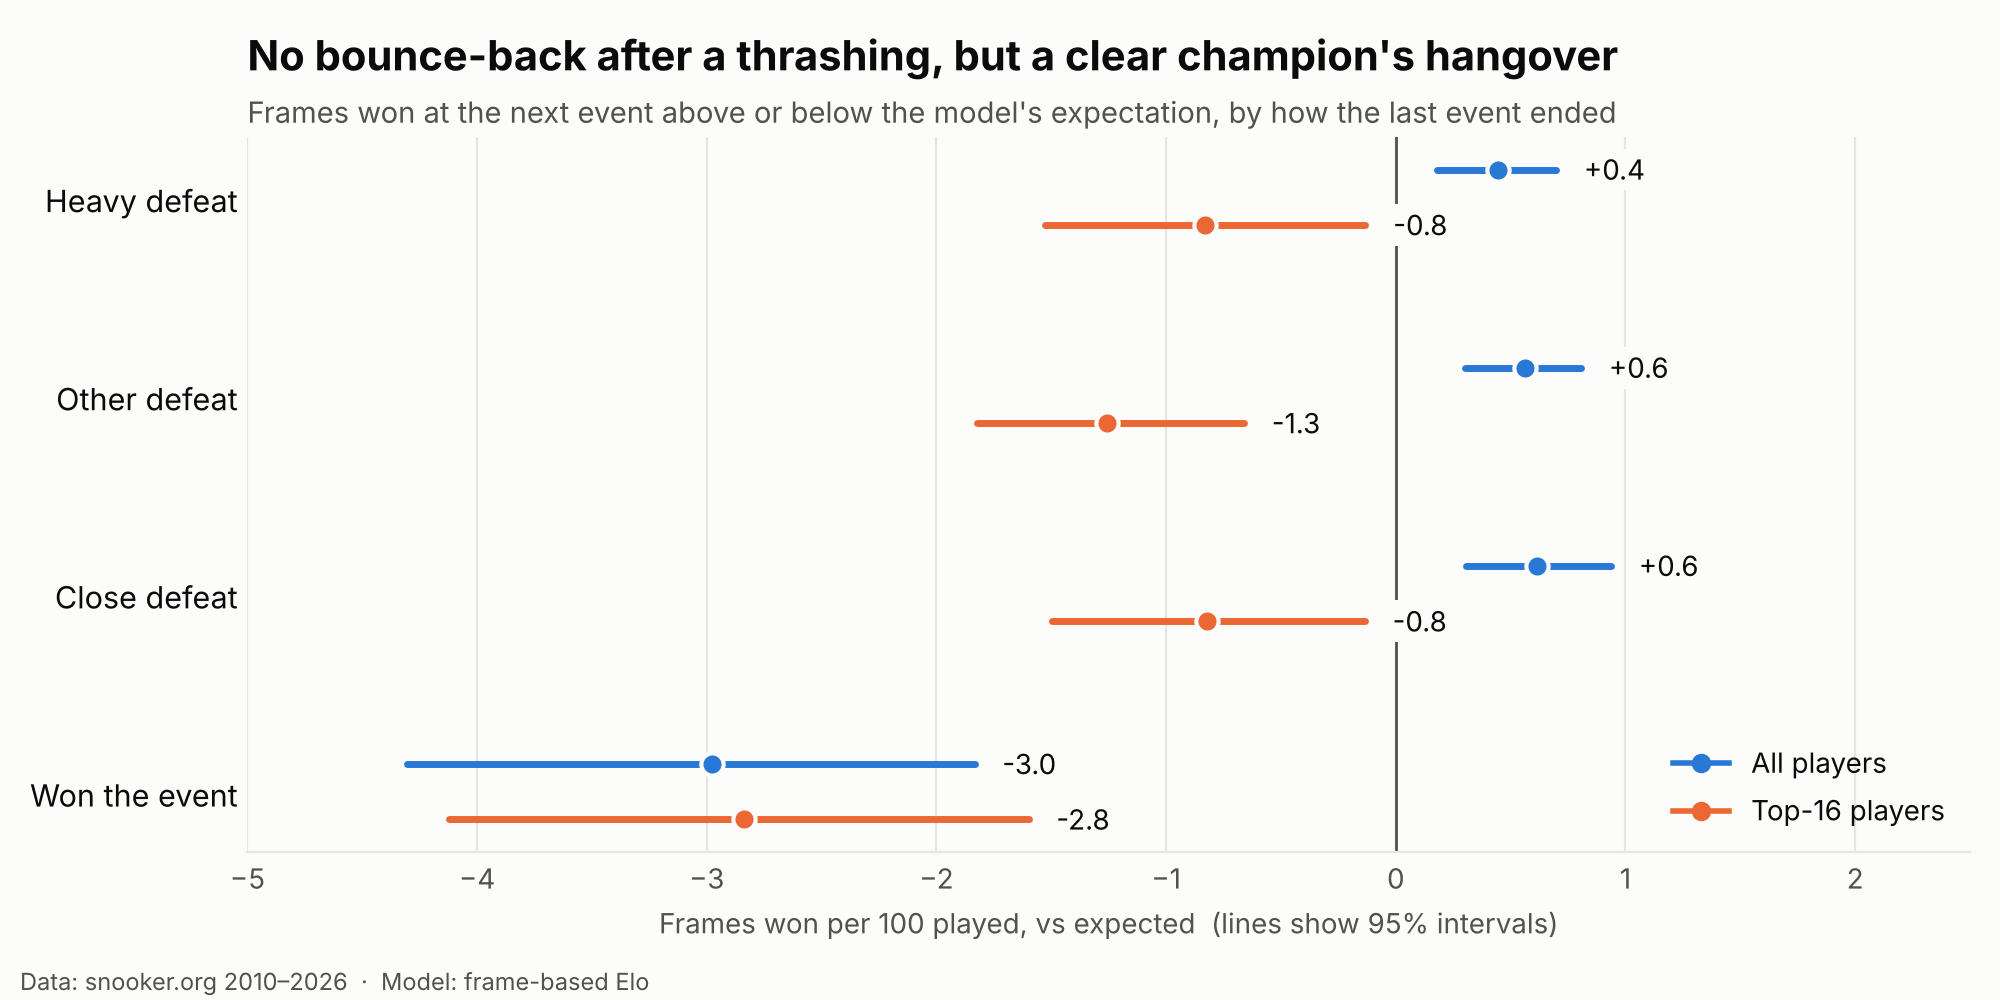 No bounce-back after a thrashing, but a clear champion's hangover
Frames won at the next event above or below the model's expectation, by how the last event ended
Heavy defeat
+0.4
-0.8
Other defeat
+0.6
-1.3
Close defeat
+0.6
-0.8
Won the event
-3.0
-2.8
All players
Top-16 players
−5 −4 −3 −2 −1 0 1 2
Frames won per 100 played, vs expected (lines show 95% intervals)
Data: snooker.org 2010–2026 · Model: frame-based Elo